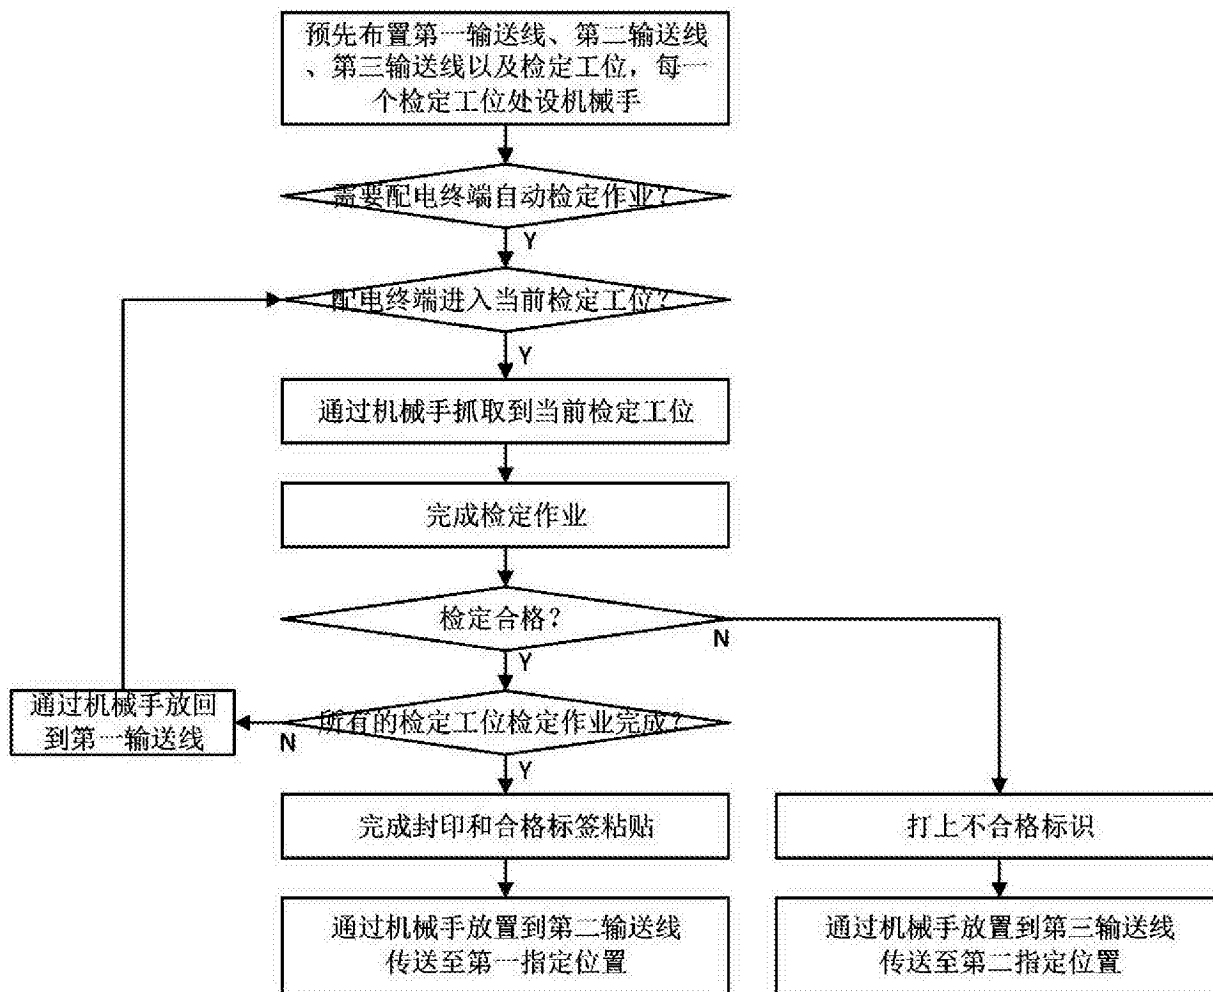 预先布置第一输送线、第二输送线
、第三输送线以及检定工位，每一
个检定工位处设机械手
需要配电终端自动检定作业？
Y
配电终端进入当前检定工位？
Y
通过机械手抓取到当前检定工位
完成检定作业
检定合格？
N
Y
通过机械手放回
到第一输送线
所有的检定工位检定作业完成？
N
Y
完成封印和合格标签粘贴
打上不合格标识
通过机械手放置到第二输送线
传送至第一指定位置
通过机械手放置到第三输送线
传送至第二指定位置